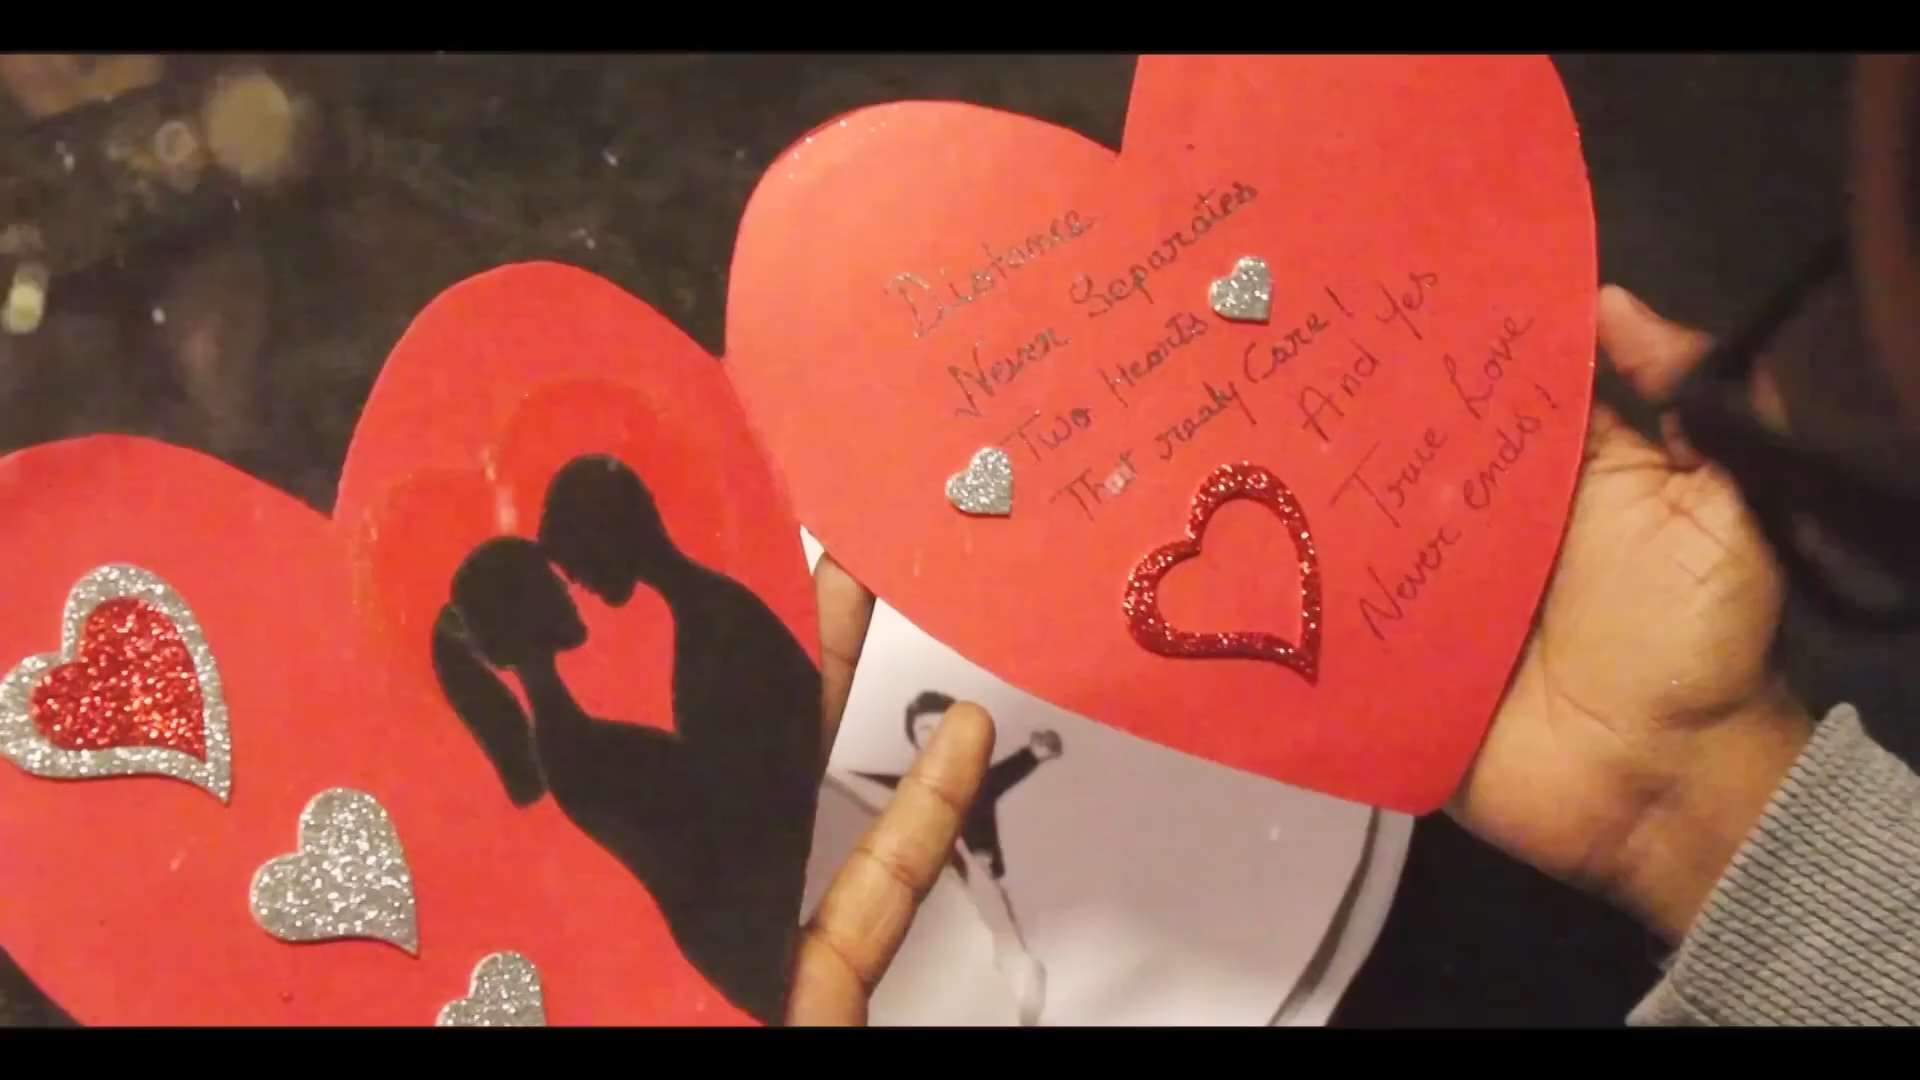 Distance
Never Separates
Two Hearts
That really Care!
And Yes
True Love
Never ends!